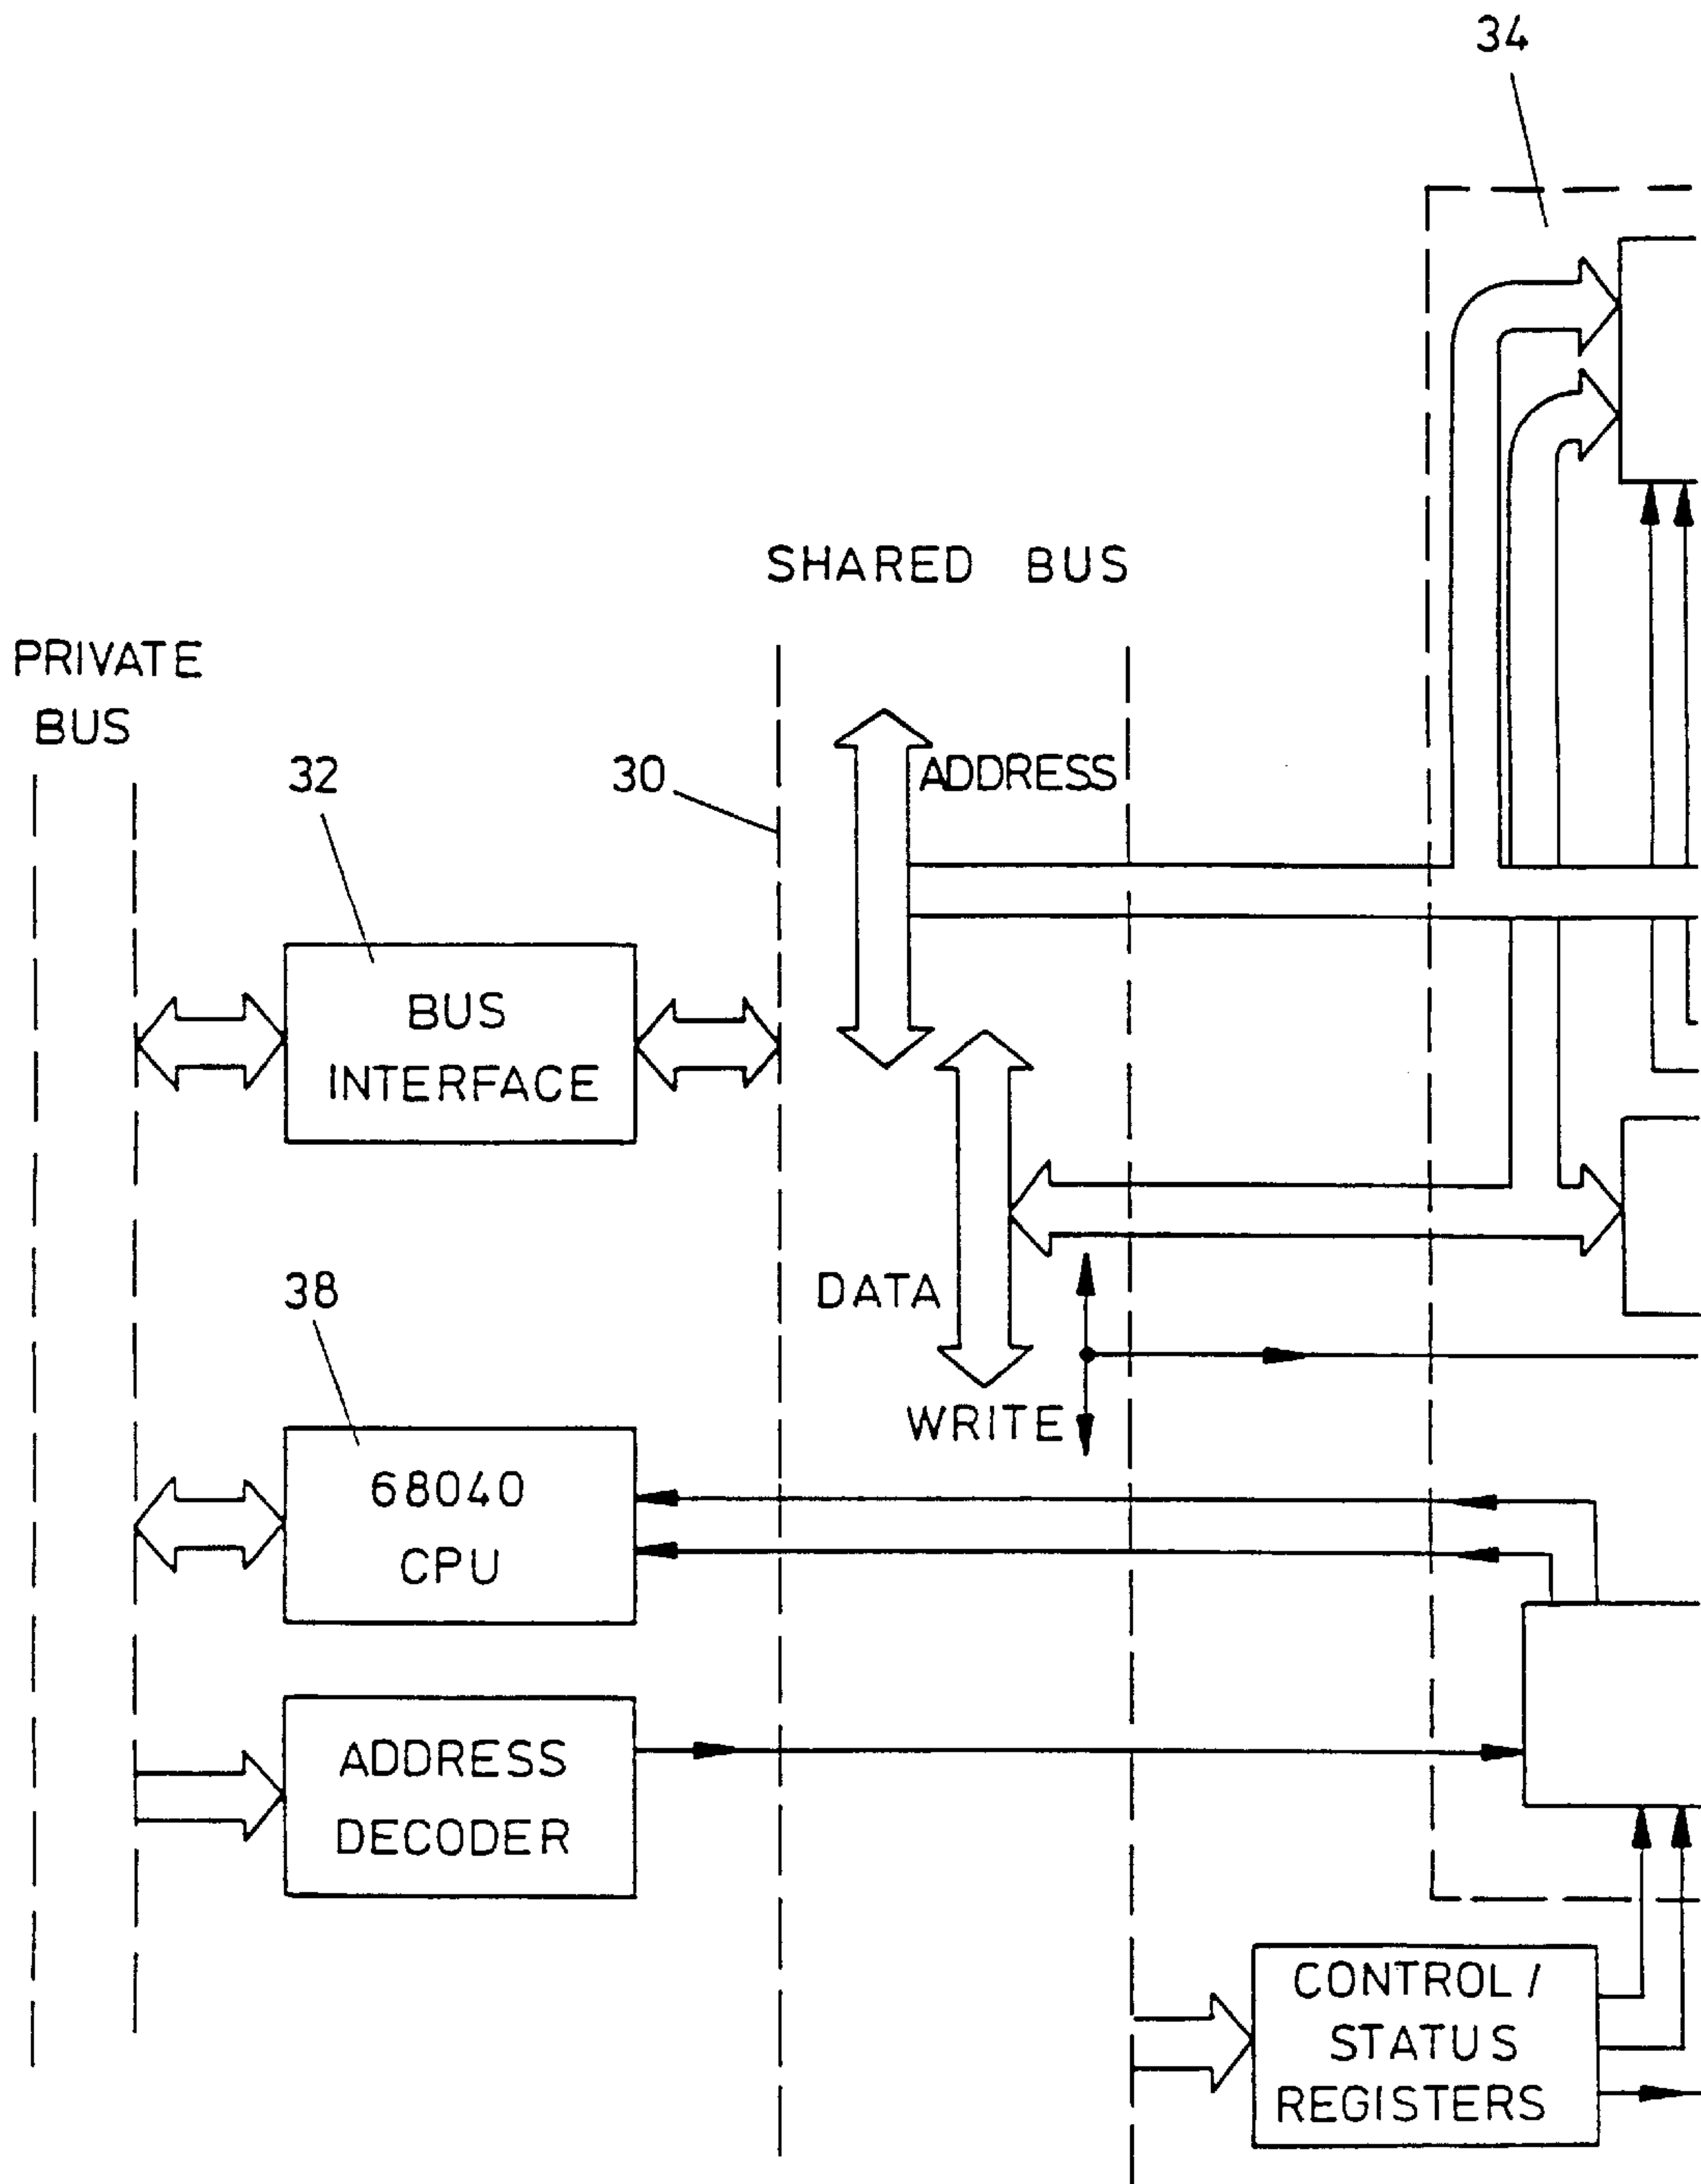 34
SHARED BUS
PRIVATE
BUS
32
30
ADDRESS
BUS
INTERFACE
DATA
38
WRITE
68040
CPU
ADDRESS
DECODER
CONTROL /
STATUS
REGISTERS